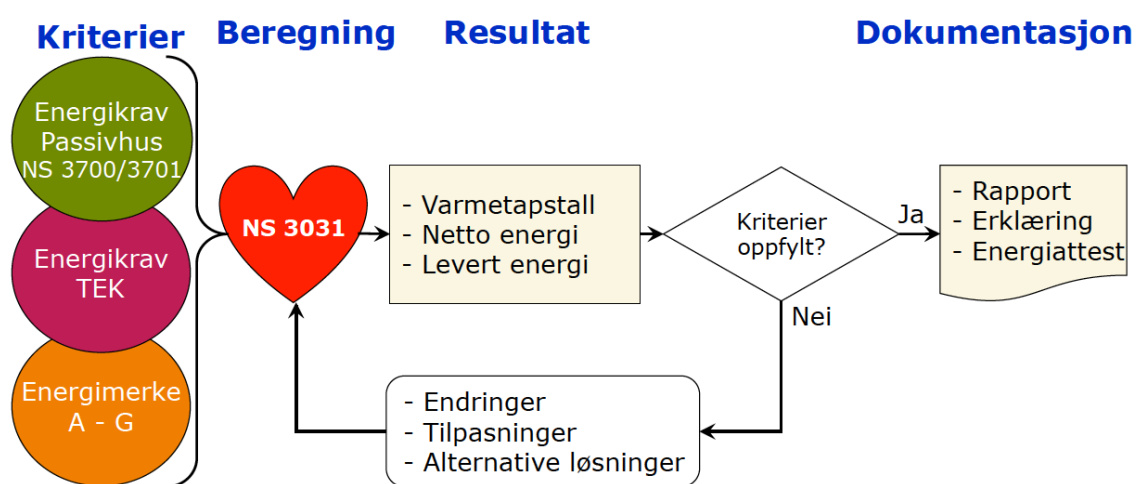 Kriterier
Beregning
Resultat
Dokumentasjon
Energikrav
Passivhus
NS 3700/3701
Energikrav
TEK
Energimerke
A - G
NS 3031
- Varmetapstall
- Netto energi
- Levert energi
Kriterier
oppfylt?
Ja
Nei
- Rapport
- Erklæring
- Energiattest
- Endringer
- Tilpasninger
- Alternative løsninger